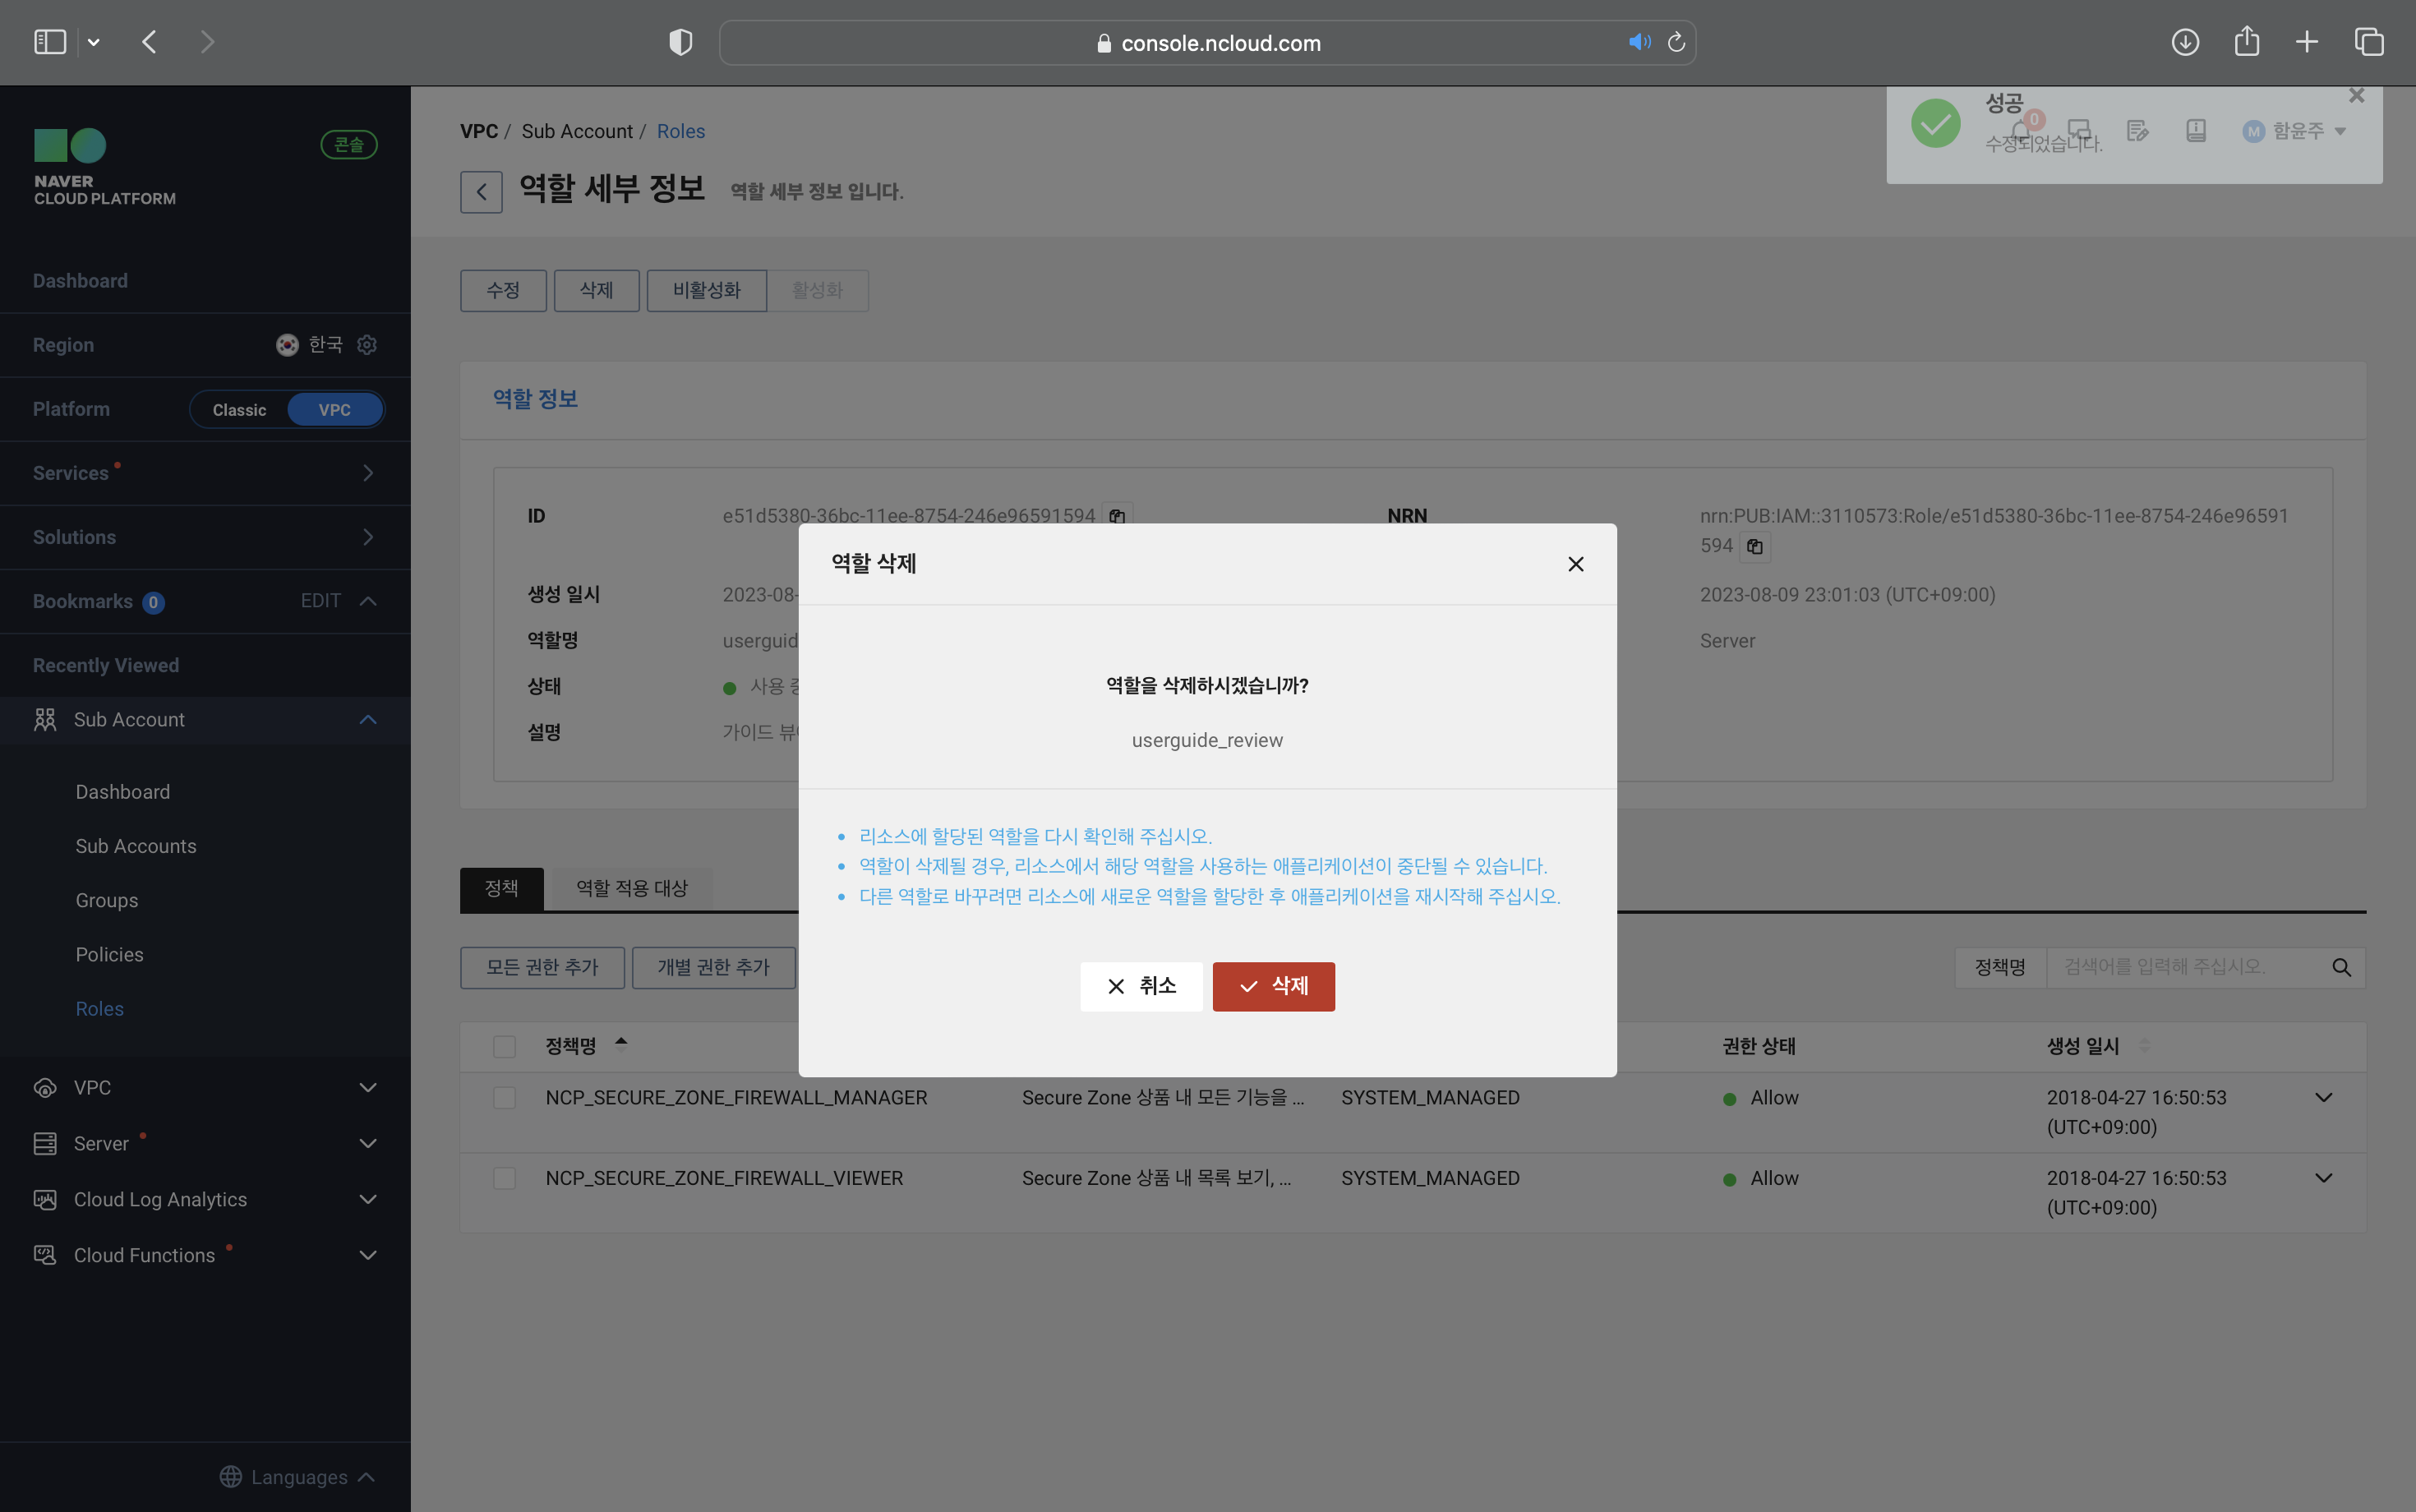 console.ncloud.com
NAVER
CLOUD PLATFORM
콘솔
Dashboard
Region
한국
Platform
Classic
VPC
Services
Solutions
Bookmarks 0
EDIT
Recently Viewed
Sub Account
Dashboard
Sub Accounts
Groups
Policies
Roles
VPC
Server
Cloud Log Analytics
Cloud Functions
Languages
VPC / Sub Account / Roles
역할 세부 정보
역할 세부 정보 입니다.
성공
수정되었습니다.
0
M 함윤주
수정
삭제
비활성화
활성화
역할 정보
ID
e51d5380-36bc-11ee-8754-246e96591594
NRN
nrn:PUB:IAM::3110573:Role/e51d5380-36bc-11ee-8754-246e96591
594
생성 일시
2023-08-
2023-08-09 23:01:03 (UTC+09:00)
역할명
userguid
Server
상태
사용
설명
가이드
역할 삭제
역할을 삭제하시겠습니까?
userguide_review
리소스에 할당된 역할을 다시 확인해 주십시오.
역할이 삭제될 경우, 리소스에서 해당 역할을 사용하는 애플리케이션이 중단될 수 있습니다.
다른 역할로 바꾸려면 리소스에 새로운 역할을 할당한 후 애플리케이션을 재시작해 주십시오.
취소
삭제
정책
역할 적용 대상
모든 권한 추가
개별 권한 추가
정책명
검색어를 입력해 주십시오.
정책명
권한 상태
생성 일시
NCP_SECURE_ZONE_FIREWALL_MANAGER
Secure Zone 상품 내 모든 기능을 ...
SYSTEM_MANAGED
Allow
2018-04-27 16:50:53
(UTC+09:00)
NCP_SECURE_ZONE_FIREWALL_VIEWER
Secure Zone 상품 내 목록 보기, ...
SYSTEM_MANAGED
Allow
2018-04-27 16:50:53
(UTC+09:00)